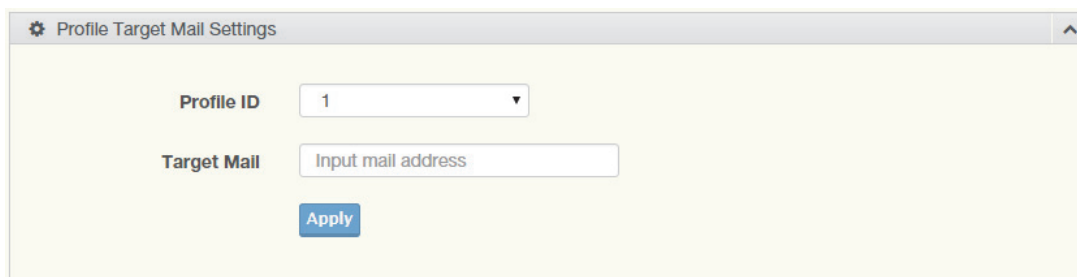 Profile Target Mail Settings
Profile ID 1
Target Mail Input mail address
Apply